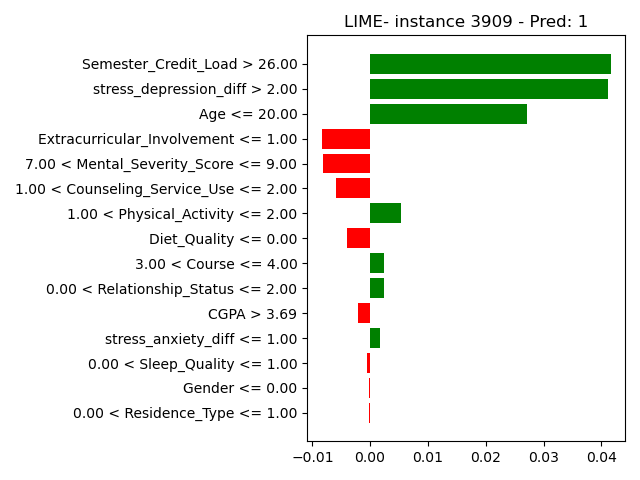 LIME- instance 3909 - Pred: 1
Semester_Credit_Load > 26.00
stress_depression_diff > 2.00
Age <= 20.00
Extracurricular_Involvement <= 1.00
7.00 < Mental_Severity_Score <= 9.00
1.00 < Counseling_Service_Use <= 2.00
1.00 < Physical_Activity <= 2.00
Diet_Quality <= 0.00
3.00 < Course <= 4.00
0.00 < Relationship_Status <= 2.00
CGPA > 3.69
stress_anxiety_diff <= 1.00
0.00 < Sleep_Quality <= 1.00
Gender <= 0.00
0.00 < Residence_Type <= 1.00
−0.01 0.00 0.01 0.02 0.03 0.04